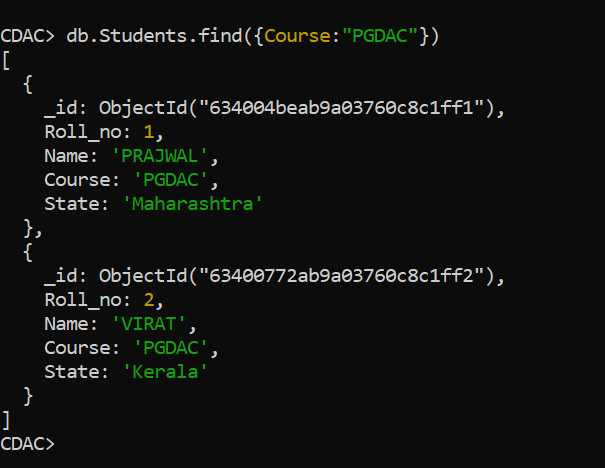 CDAC> db.Students.find({Course:"PGDAC"})
[
  {
    _id: ObjectId("634004beab9a03760c8c1ff1"),
    Roll_no: 1,
    Name: 'PRAJWAL',
    Course: 'PGDAC',
    State: 'Maharashtra'
  },
  {
    _id: ObjectId("63400772ab9a03760c8c1ff2"),
    Roll_no: 2,
    Name: 'VIRAT',
    Course: 'PGDAC',
    State: 'Kerala'
  }
]
CDAC>